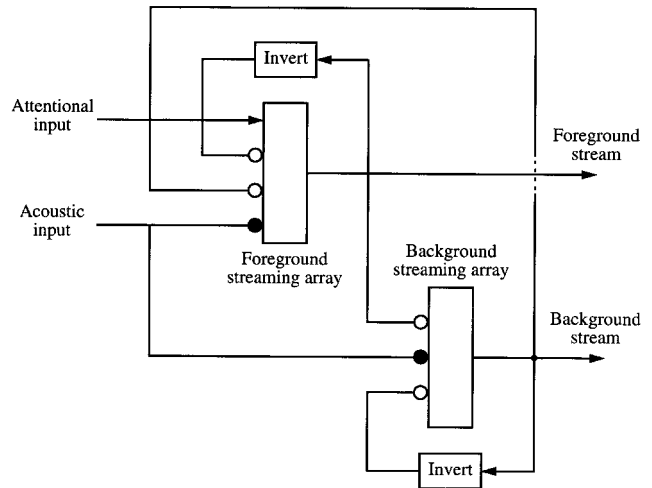 Invert
Attentional
input
Foreground
stream
Acoustic
input
Foreground
streaming array
Background
streaming array
Background
stream
Invert